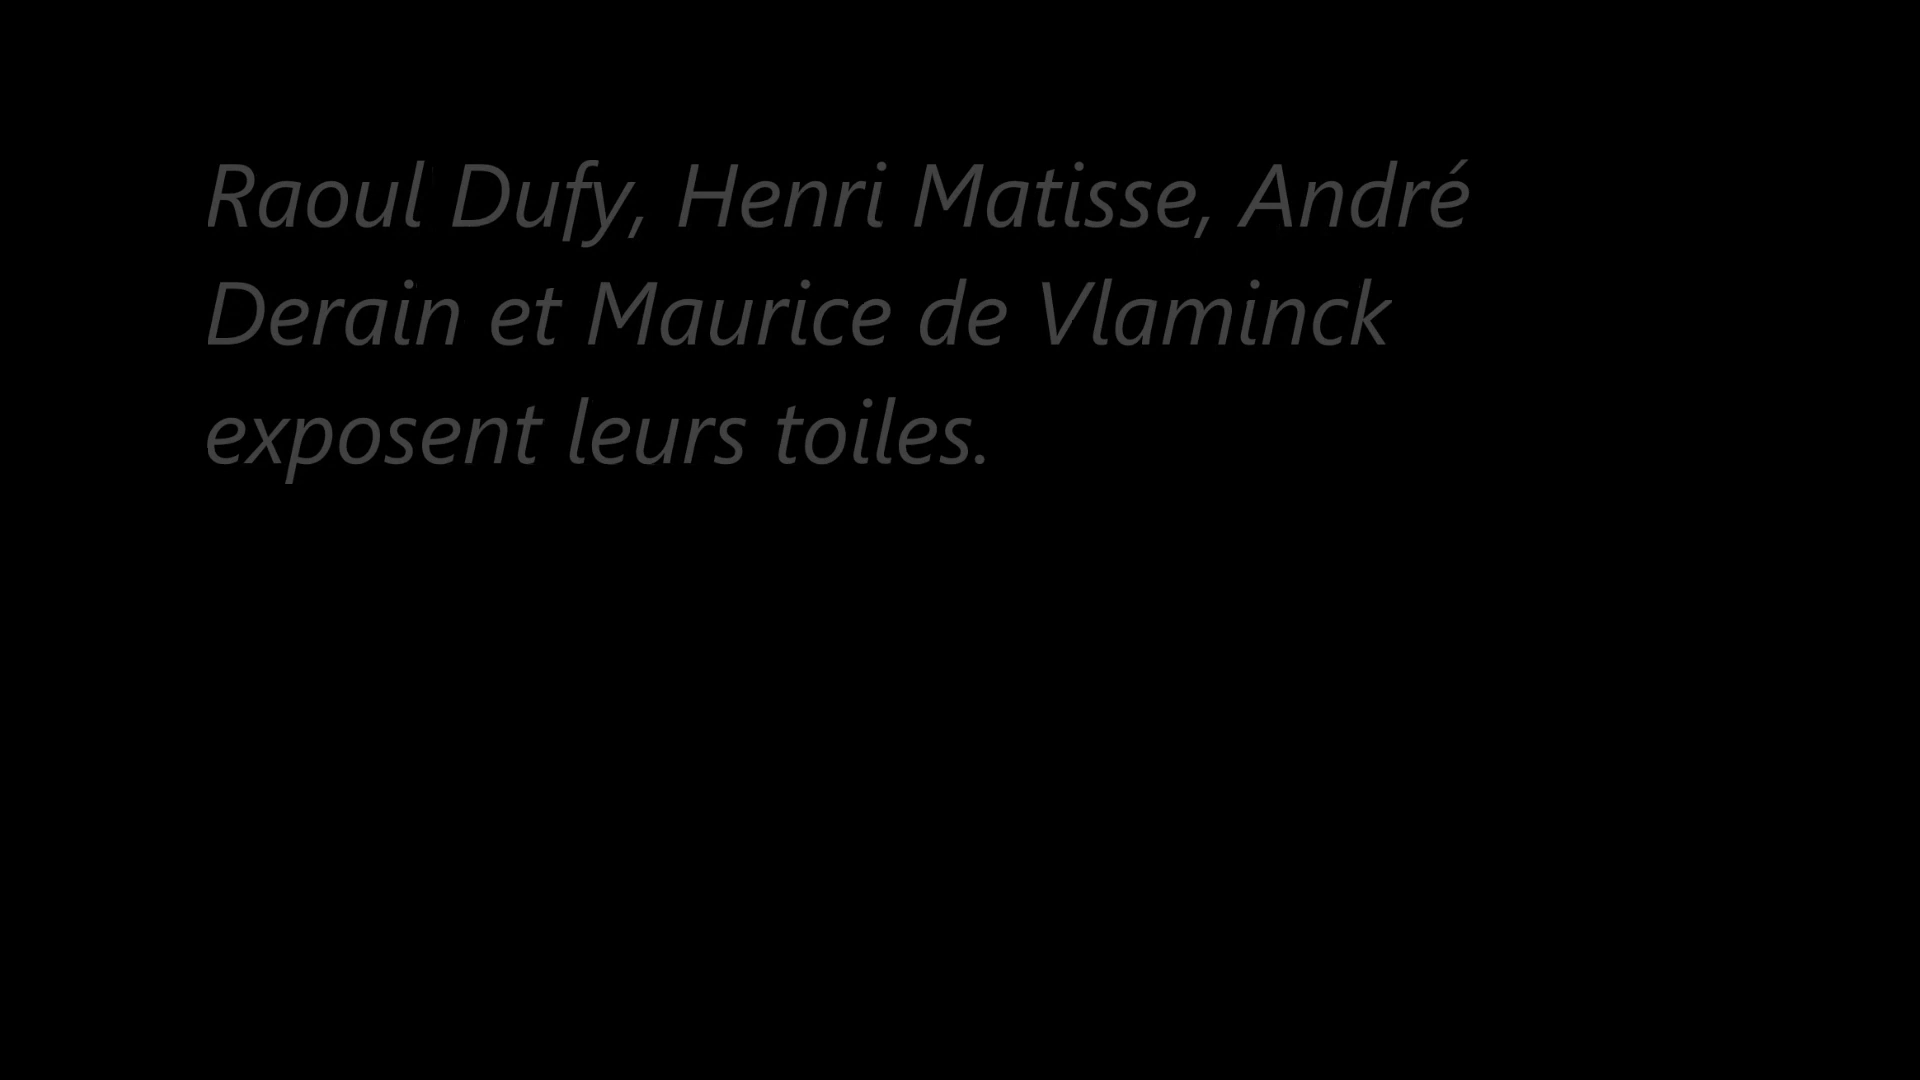 Raoul Dufy, Henri Matisse, André
Derain et Maurice de Vlaminck
exposent leurs toiles.